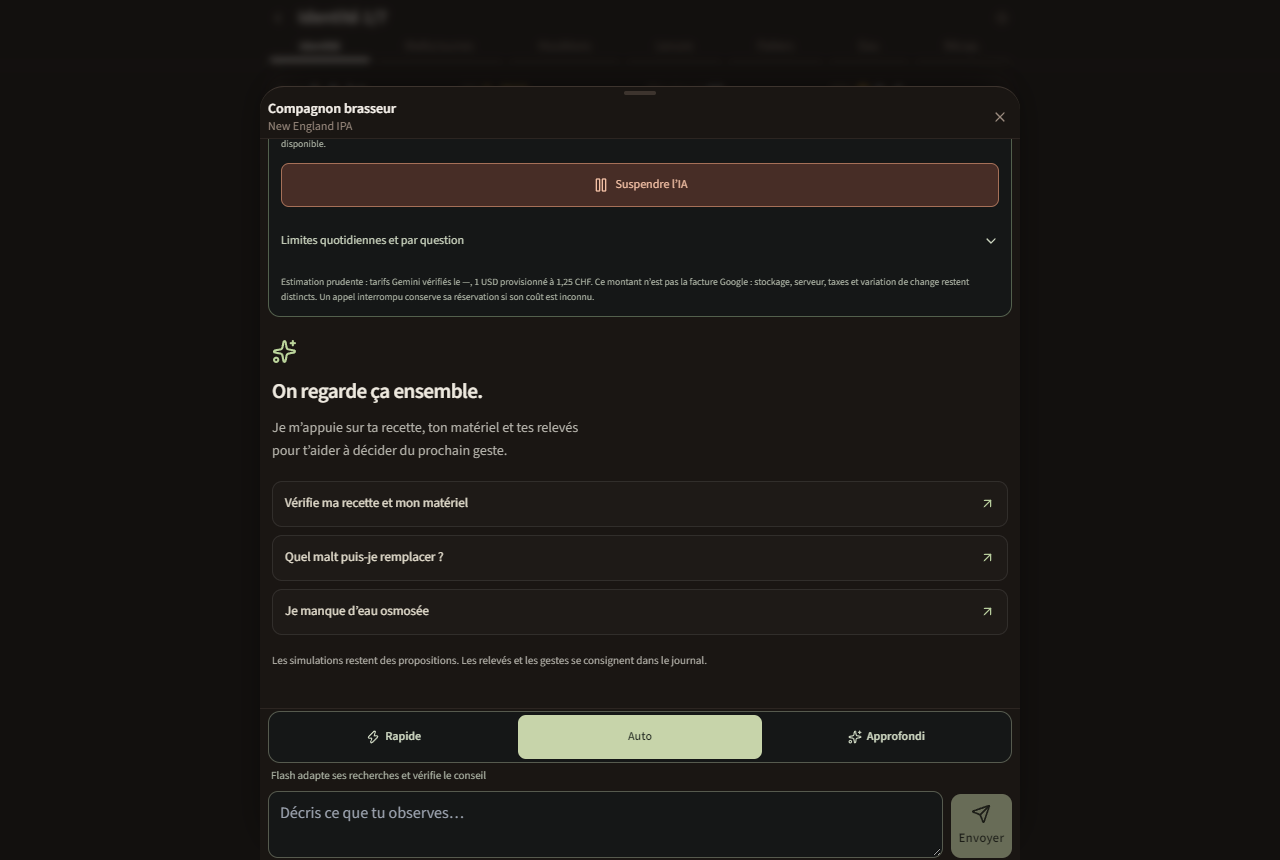 Identité 1/7
Compagnon brasseur
New England IPA
disponible.
Suspendre l’IA
Limites quotidiennes et par question
Estimation prudente : tarifs Gemini vérifiés le —, 1 USD provisionné à 1,25 CHF. Ce montant n’est pas la facture Google : stockage, serveur, taxes et variation de change restent
distincts. Un appel interrompu conserve sa réservation si son coût est inconnu.
On regarde ça ensemble.
Je m’appuie sur ta recette, ton matériel et tes relevés
pour t’aider à décider du prochain geste.
Vérifie ma recette et mon matériel
Quel malt puis-je remplacer ?
Je manque d’eau osmosée
Les simulations restent des propositions. Les relevés et les gestes se consignent dans le journal.
Rapide
Auto
Approfondi
Flash adapte ses recherches et vérifie le conseil
Décris ce que tu observes…
Envoyer